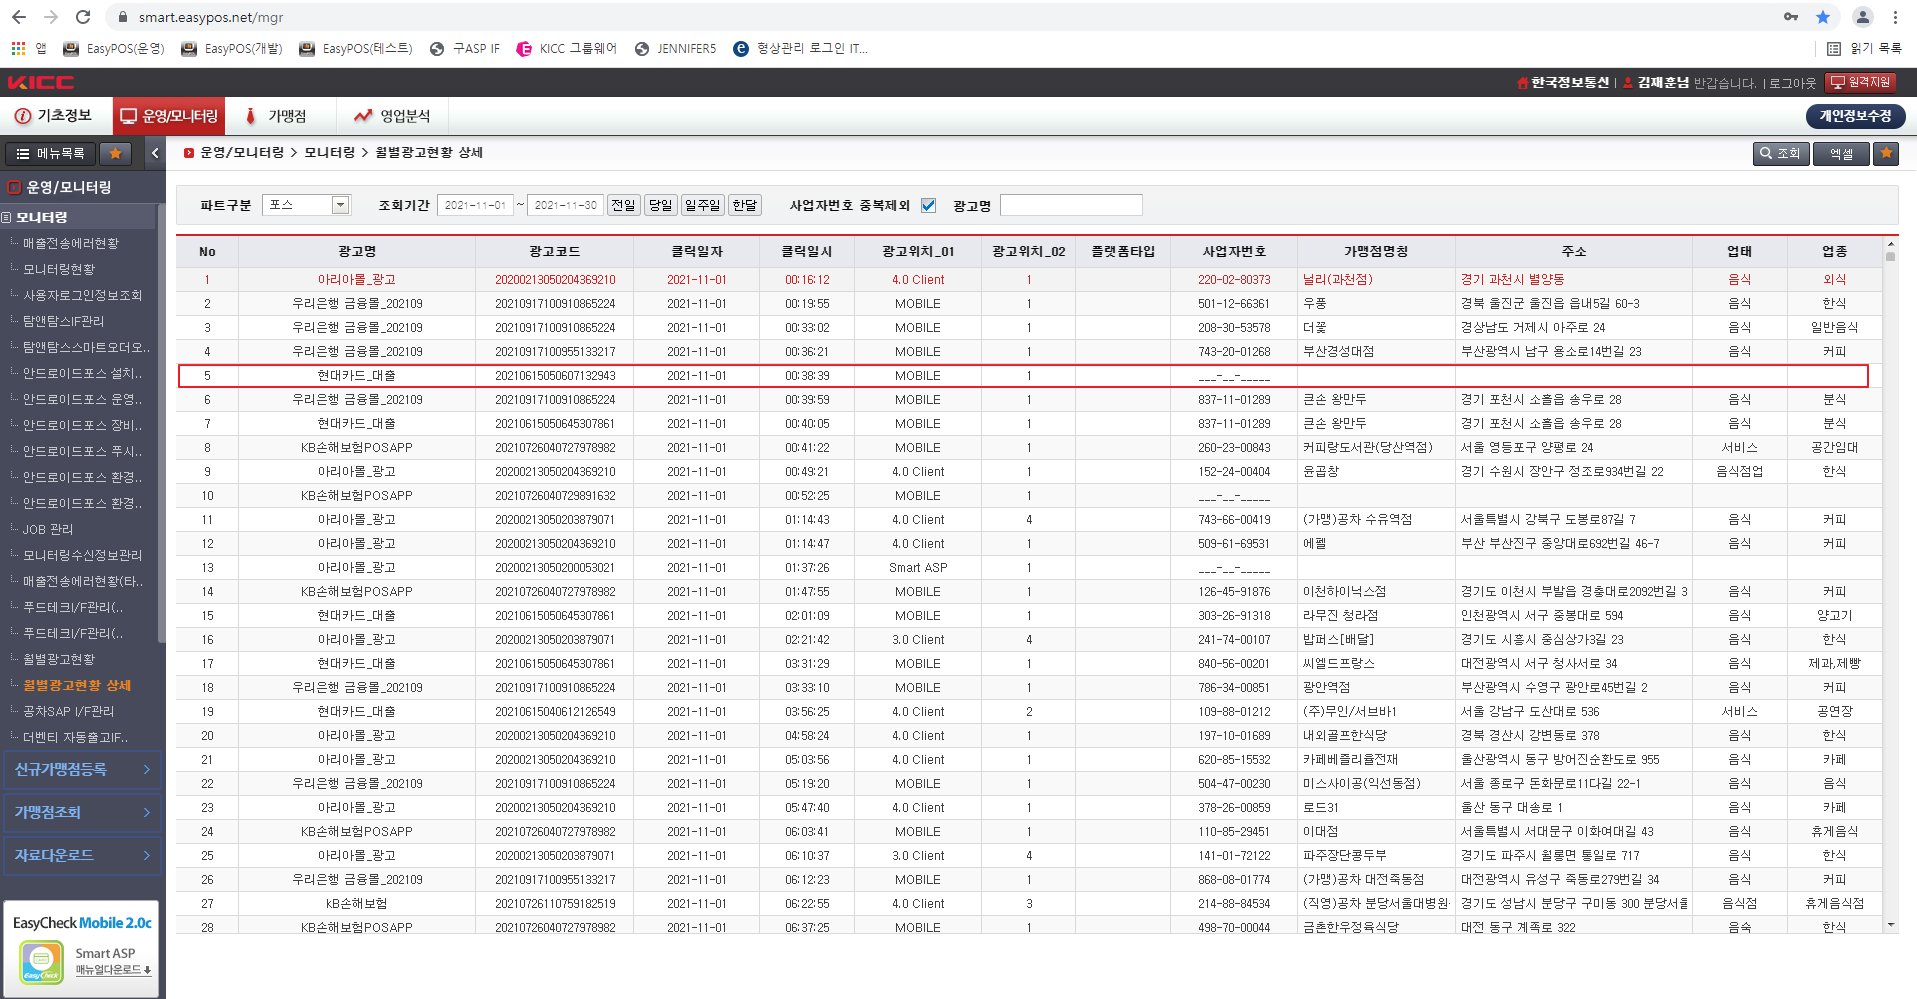 smart.easypos.net/mgr
앱 EasyPOS(운영) EasyPOS(개발) EasyPOS(테스트) 구ASP IF KICC 그룹웨어 JENNIFER5 형상관리 로그인 IT... 읽기 목록
KICC 한국정보통신 | 김재훈님 반갑습니다. | 로그아웃 원격지원
기초정보 운영/모니터링 가맹점 영업분석 개인정보수정
메뉴목록 운영/모니터링 > 모니터링 > 월별광고현황 상세 조회 엑셀
운영/모니터링
모니터링
매출전송에러현황
모니터링현황
사용자로그인정보조회
탐앤탐스IF관리
탐앤탐스스마트오더오..
안드로이드포스 설치..
안드로이드포스 운영..
안드로이드포스 장비..
안드로이드포스 푸시..
안드로이드포스 환경..
안드로이드포스 환경..
JOB 관리
모니터링수신정보관리
매출전송에러현황(타..
푸드테크I/F관리(..
푸드테크I/F관리(..
월별광고현황
월별광고현황 상세
공차SAP I/F관리
더벤티 자동출고IF..
신규가맹점등록
가맹점조회
자료다운로드
EasyCheck Mobile 2.0c
Smart ASP
매뉴얼다운로드
EasyCheck
파트구분 포스 조회기간 2021-11-01 ~ 2021-11-30 전일 당일 일주일 한달 사업자번호 중복제외 광고명
No 광고명 광고코드 클릭일자 클릭일시 광고위치_01 광고위치_02 플랫폼타입 사업자번호 가맹점명칭 주소 업태 업종
1 아리아몰_광고 20200213050204369210 2021-11-01 00:16:12 4.0 Client 1 220-02-80373 닐리(과천점) 경기 과천시 별양동 음식 외식
2 우리은행 금융몰_202109 20210917100910865224 2021-11-01 00:19:55 MOBILE 1 501-12-66361 우풍 경북 울진군 울진읍 읍내5길 60-3 음식 한식
3 우리은행 금융몰_202109 20210917100910865224 2021-11-01 00:33:02 MOBILE 1 208-30-53578 더꽃 경상남도 거제시 아주로 24 음식 일반음식
4 우리은행 금융몰_202109 20210917100955133217 2021-11-01 00:36:21 MOBILE 1 743-20-01268 부산경성대점 부산광역시 남구 용소로14번길 23 음식 커피
5 현대카드_대출 20210615050607132943 2021-11-01 00:38:39 MOBILE 1 ___-__-_____
6 우리은행 금융몰_202109 20210917100910865224 2021-11-01 00:39:59 MOBILE 1 837-11-01289 큰손 왕만두 경기 포천시 소흘읍 송우로 28 음식 분식
7 현대카드_대출 20210615050645307861 2021-11-01 00:40:05 MOBILE 1 837-11-01289 큰손 왕만두 경기 포천시 소흘읍 송우로 28 음식 분식
8 KB손해보험POSAPP 20210726040727978982 2021-11-01 00:41:22 MOBILE 1 260-23-00843 커피랑도서관(당산역점) 서울 영등포구 양평로 24 서비스 공간임대
9 아리아몰_광고 20200213050204369210 2021-11-01 00:49:21 4.0 Client 1 152-24-00404 윤곱창 경기 수원시 장안구 정조로934번길 22 음식점업 한식
10 KB손해보험POSAPP 20210726040729891632 2021-11-01 00:52:25 MOBILE 1 ___-__-_____
11 아리아몰_광고 20200213050203879071 2021-11-01 01:14:43 4.0 Client 4 743-66-00419 (가맹)공차 수유역점 서울특별시 강북구 도봉로87길 7 음식 커피
12 아리아몰_광고 20200213050204369210 2021-11-01 01:14:47 4.0 Client 1 509-61-69531 에펠 부산 부산진구 중앙대로692번길 46-7 음식 커피
13 아리아몰_광고 20200213050200053021 2021-11-01 01:37:26 Smart ASP 1 ___-__-_____
14 KB손해보험POSAPP 20210726040727978982 2021-11-01 01:47:55 MOBILE 1 126-45-91876 이천하이닉스점 경기도 이천시 부발읍 경충대로2092번길 3 음식 커피
15 현대카드_대출 20210615050645307861 2021-11-01 02:01:09 MOBILE 1 303-26-91318 라무진 청라점 인천광역시 서구 중봉대로 594 음식 양고기
16 아리아몰_광고 20200213050203879071 2021-11-01 02:21:42 3.0 Client 4 241-74-00107 밥퍼스[배달] 경기도 시흥시 중심상가3길 23 음식 한식
17 현대카드_대출 20210615050645307861 2021-11-01 03:31:29 MOBILE 1 840-56-00201 씨엘드프랑스 대전광역시 서구 청사서로 34 음식 제과,제빵
18 우리은행 금융몰_202109 20210917100910865224 2021-11-01 03:33:10 MOBILE 1 786-34-00851 광안역점 부산광역시 수영구 광안로45번길 2 음식 커피
19 현대카드_대출 20210615040612126549 2021-11-01 03:56:25 4.0 Client 2 109-88-01212 (주)무인/서브바1 서울 강남구 도산대로 536 서비스 공연장
20 아리아몰_광고 20200213050204369210 2021-11-01 04:58:24 4.0 Client 1 197-10-01689 내외골프한식당 경북 경산시 강변동로 378 음식 한식
21 아리아몰_광고 20200213050204369210 2021-11-01 05:03:56 4.0 Client 1 620-85-15532 카페베플리율전재 울산광역시 동구 방어진순환도로 955 음식 카페
22 우리은행 금융몰_202109 20210917100910865224 2021-11-01 05:19:20 MOBILE 1 504-47-00230 미스사이공(익선동점) 서울 종로구 돈화문로11다길 22-1 음식 음식
23 아리아몰_광고 20200213050204369210 2021-11-01 05:47:40 4.0 Client 1 378-26-00859 로드31 울산 동구 대송로 1 음식 카페
24 KB손해보험POSAPP 20210726040727978982 2021-11-01 06:03:41 MOBILE 1 110-85-29451 이대점 서울특별시 서대문구 이화여대길 43 음식 휴게음식
25 아리아몰_광고 20200213050203879071 2021-11-01 06:10:37 3.0 Client 4 141-01-72122 파주장단콩두부 경기도 파주시 월롱면 통일로 717 음식 한식
26 우리은행 금융몰_202109 20210917100955133217 2021-11-01 06:12:23 MOBILE 1 868-08-01774 (가맹)공차 대전죽동점 대전광역시 유성구 죽동로279번길 34 음식 커피
27 kB손해보험 20210726110759182519 2021-11-01 06:22:55 4.0 Client 3 214-88-84534 (직영)공차 분당서울대병원 경기도 성남시 분당구 구미동 300 분당서울 음식점 휴게음식점
28 KB손해보험POSAPP 20210726040727978982 2021-11-01 06:37:25 MOBILE 1 498-70-00044 금촌한우정육식당 대전 동구 계족로 322 음숙 한식